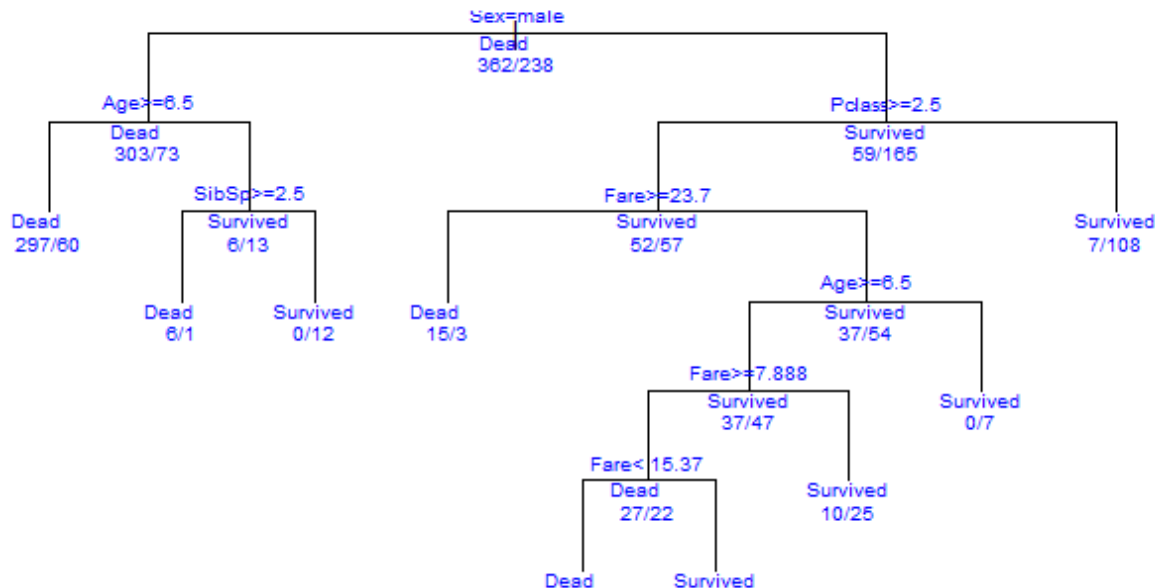 Sex=male
Dead
362/238
Age>=6.5
Pclass>=2.5
Dead
303/73
Survived
59/165
SibSp>=2.5
Fare>=23.7
Dead
297/60
Survived
6/13
Survived
52/57
Survived
7/108
Age>=6.5
Dead
6/1
Survived
0/12
Dead
15/3
Survived
37/54
Fare>=7.888
Survived
37/47
Survived
0/7
Fare< 15.37
Dead
27/22
Survived
10/25
Dead
Survived